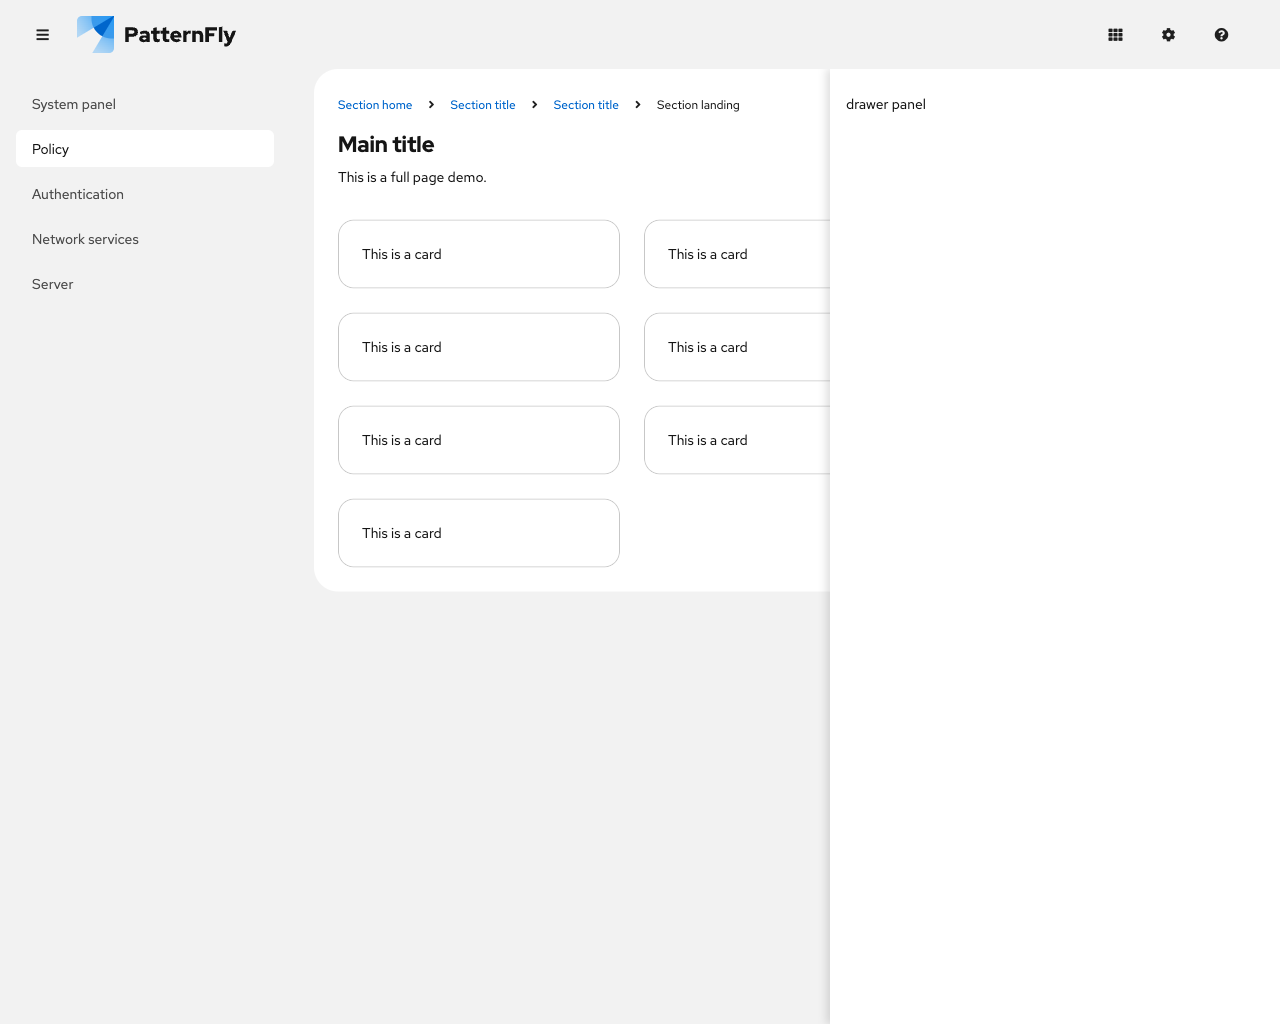 PatternFly
System panel
Policy
Authentication
Network services
Server
Section home
Section title
Section title
Section landing
Main title
This is a full page demo.
This is a card
This is a card
This is a card
This is a card
This is a card
This is a card
This is a card
drawer panel